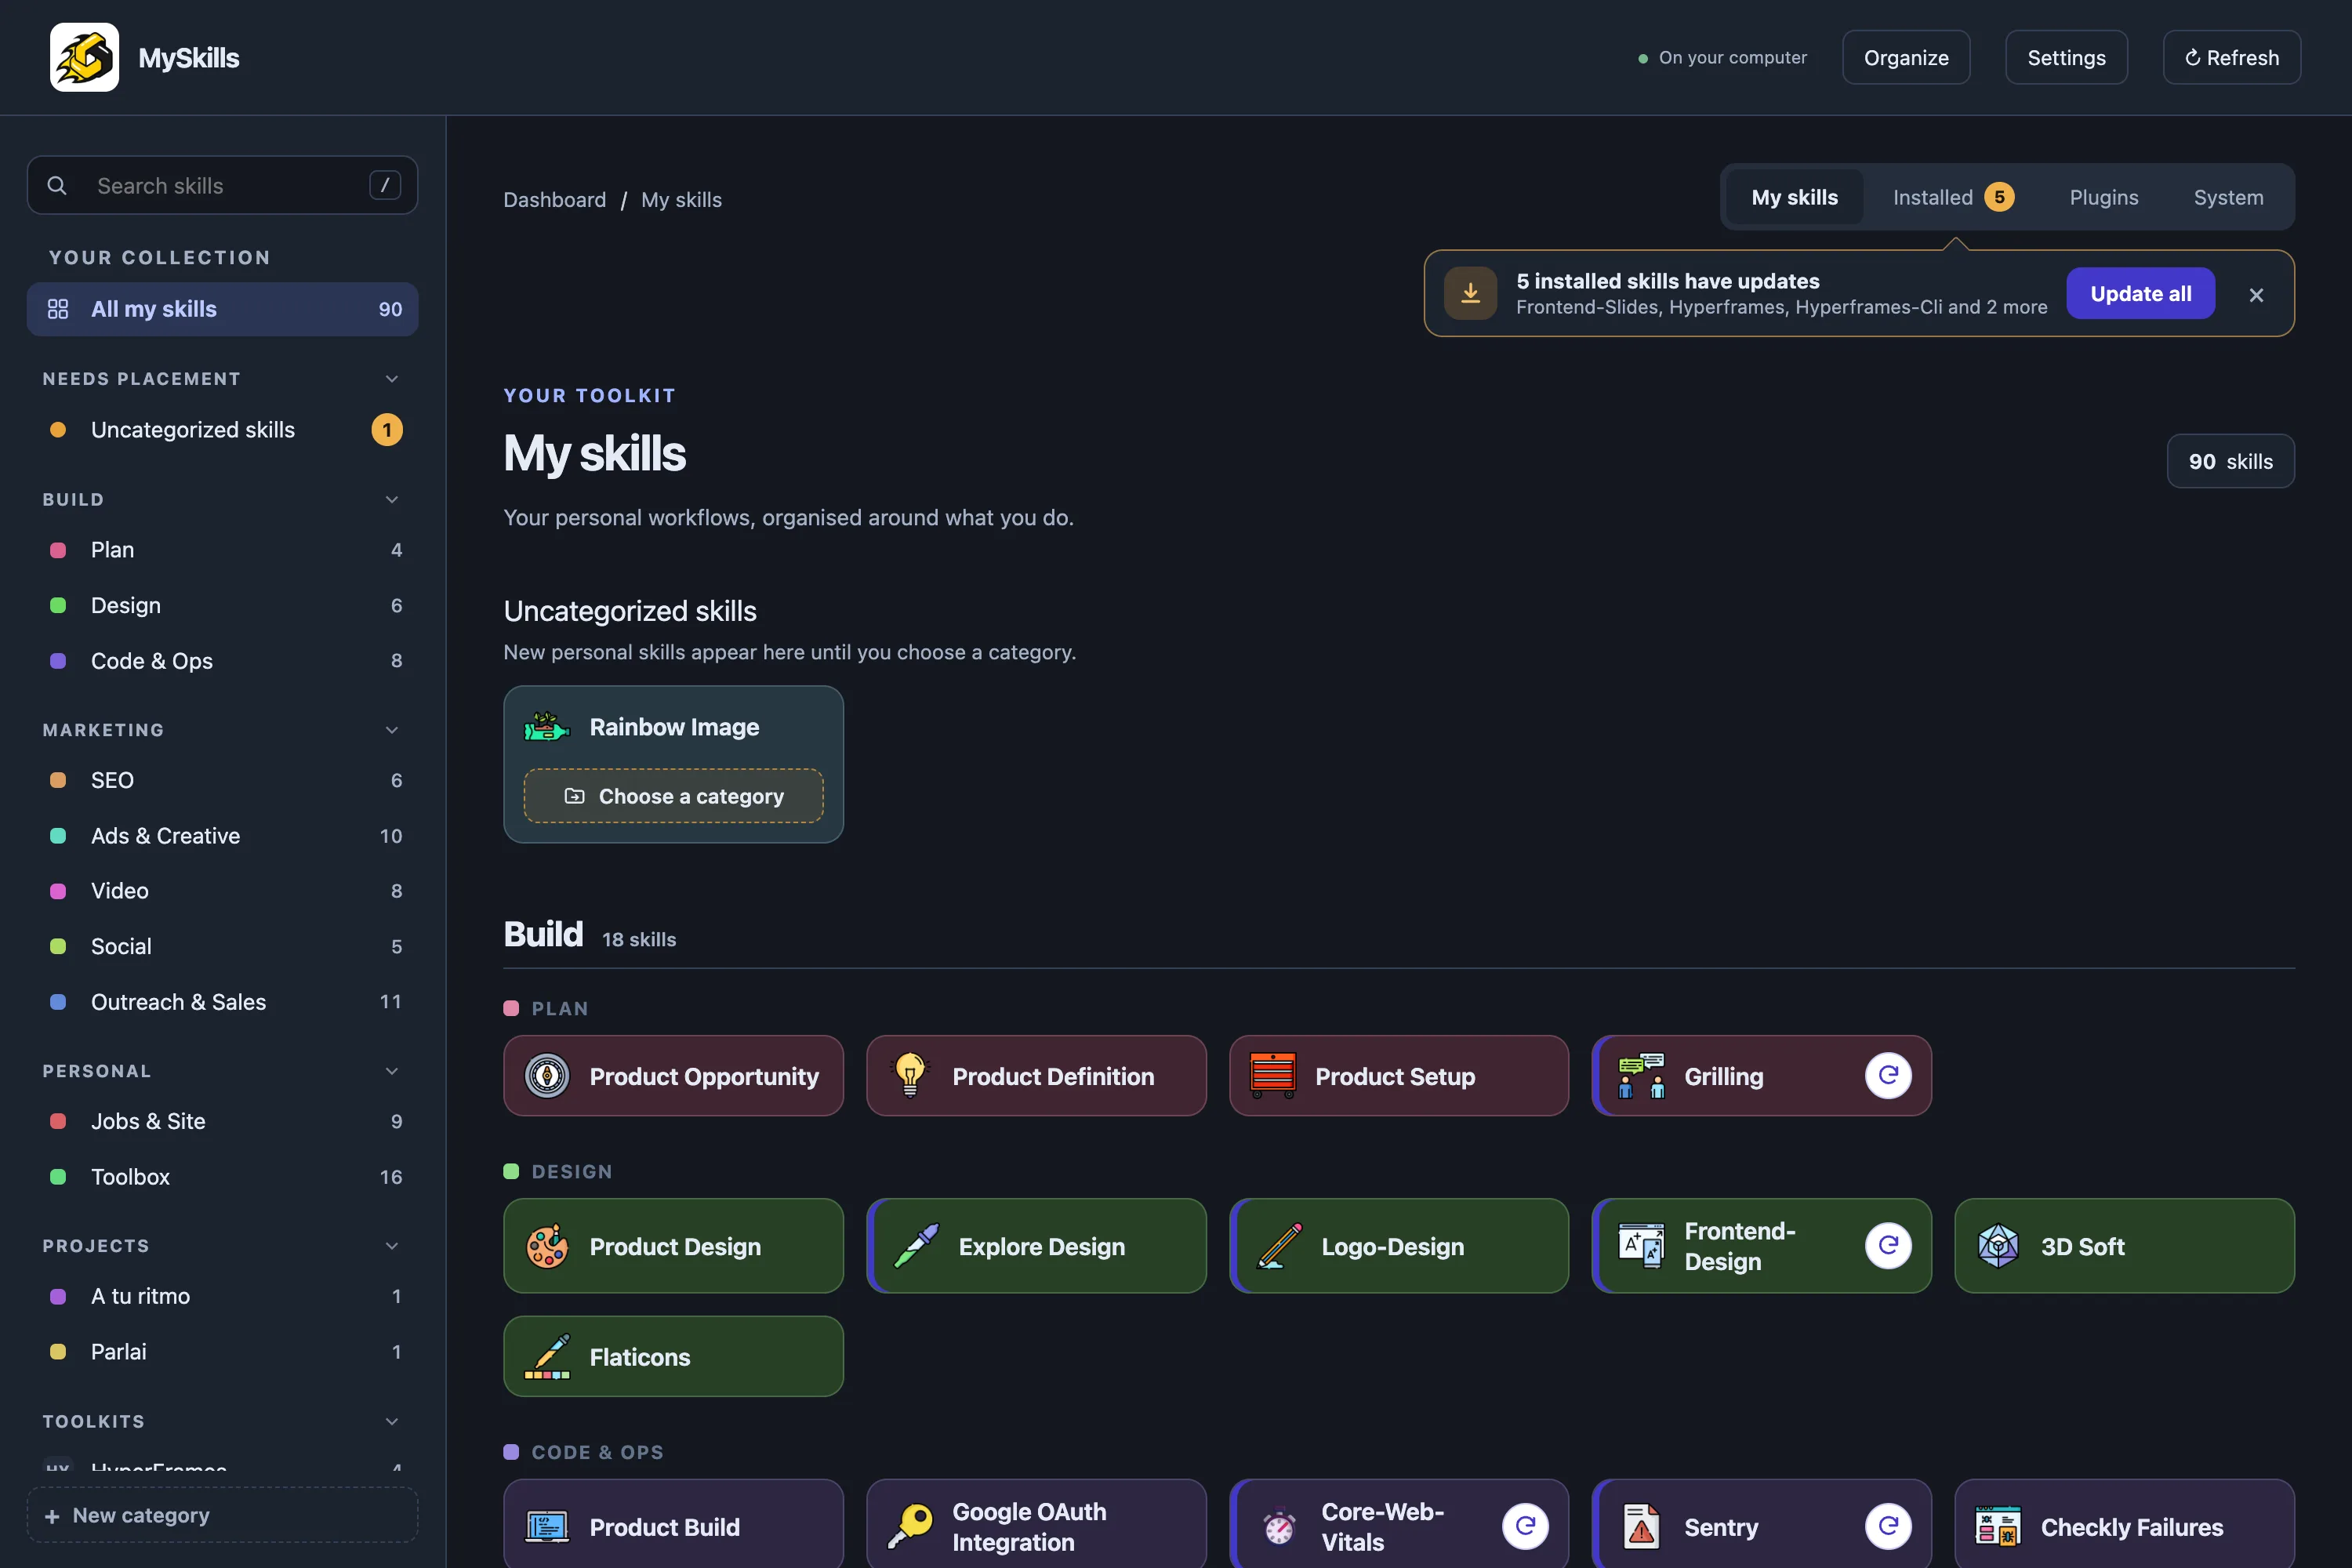 MySkills
On your computer
Organize
Settings
Refresh
Search skills
/
YOUR COLLECTION
All my skills 90
NEEDS PLACEMENT
Uncategorized skills 1
BUILD
Plan 4
Design 6
Code & Ops 8
MARKETING
SEO 6
Ads & Creative 10
Video 8
Social 5
Outreach & Sales 11
PERSONAL
Jobs & Site 9
Toolbox 16
PROJECTS
A tu ritmo 1
Parlai 1
TOOLKITS
HyperFrames 4
+ New category
Dashboard / My skills
My skills
Installed 5
Plugins
System
5 installed skills have updates
Frontend-Slides, Hyperframes, Hyperframes-Cli and 2 more
Update all
YOUR TOOLKIT
My skills
90 skills
Your personal workflows, organised around what you do.
Uncategorized skills
New personal skills appear here until you choose a category.
Rainbow Image
Choose a category
Build 18 skills
PLAN
Product Opportunity
Product Definition
Product Setup
Grilling
DESIGN
Product Design
Explore Design
Logo-Design
Frontend-
Design
3D Soft
Flaticons
CODE & OPS
Product Build
Google OAuth
Integration
Core-Web-
Vitals
Sentry
Checkly Failures